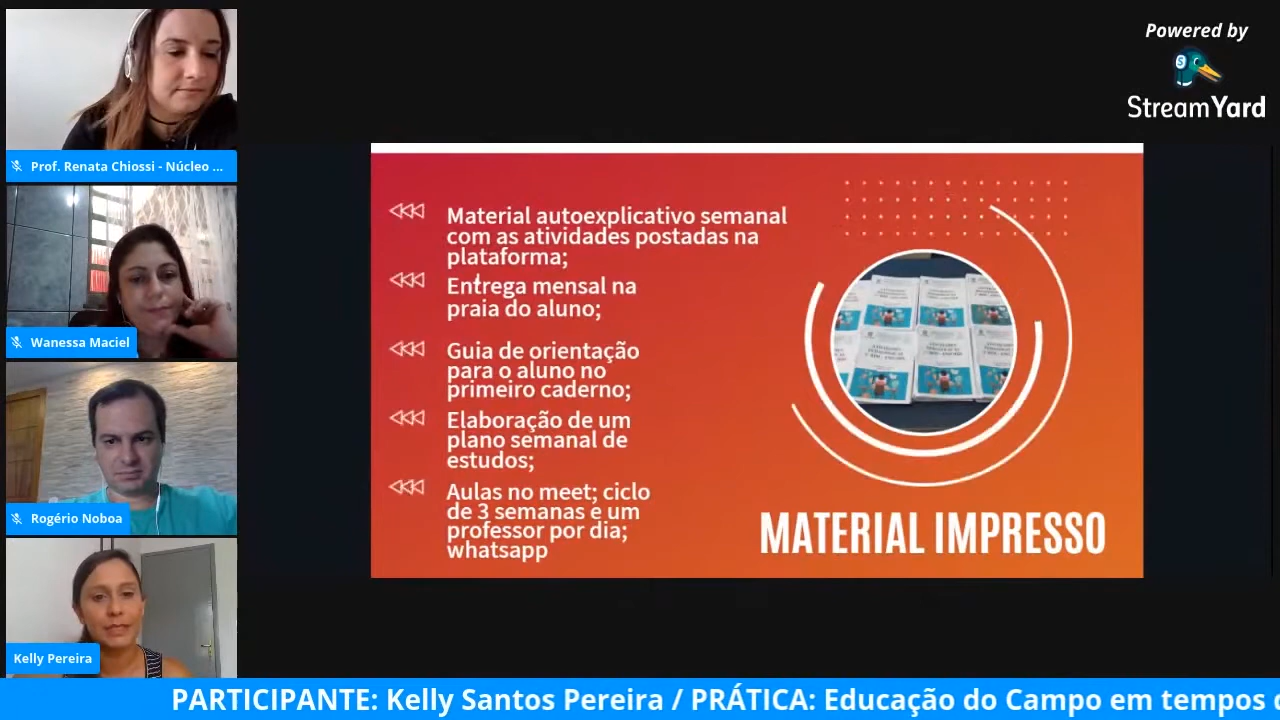 Powered by
StreamYard
Prof. Renata Chiossi - Núcleo ...
Wanessa Maciel
Rogério Noboa
Kelly Pereira
Material autoexplicativo semanal
com as atividades postadas na
plataforma;
Entrega mensal na
praia do aluno;
Guia de orientação
para o aluno no
primeiro caderno;
Elaboração de um
plano semanal de
estudos;
Aulas no meet; ciclo
de 3 semanas e um
professor por dia;
whatsapp
MATERIAL IMPRESSO
PARTICIPANTE: Kelly Santos Pereira / PRÁTICA: Educação do Campo em tempos